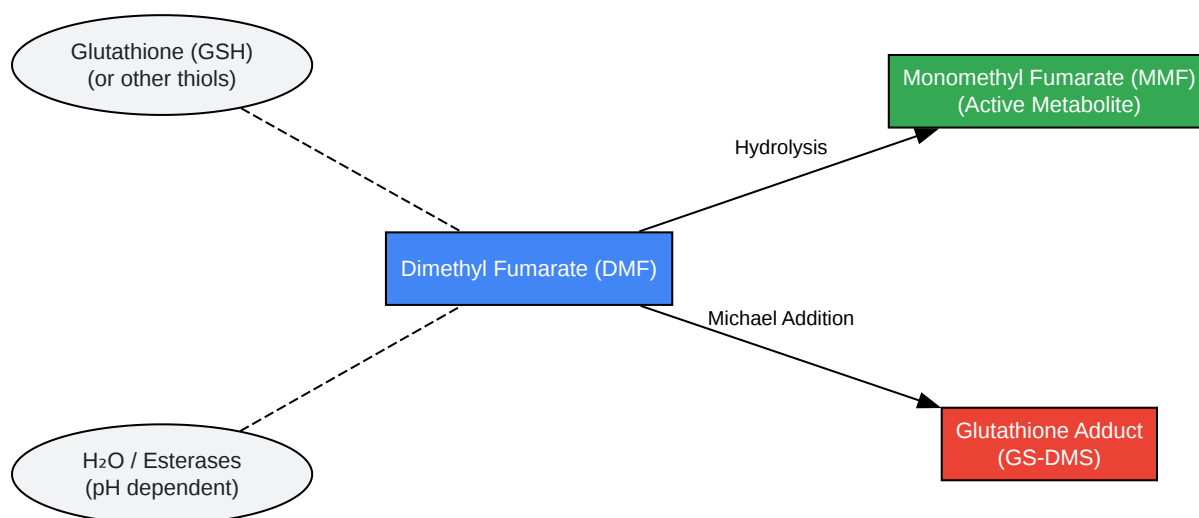 Glutathione (GSH)
(or other thiols)
Monomethyl Fumarate (MMF)
(Active Metabolite)
Hydrolysis
Dimethyl Fumarate (DMF)
Michael Addition
Glutathione Adduct
(GS-DMS)
H₂O / Esterases
(pH dependent)